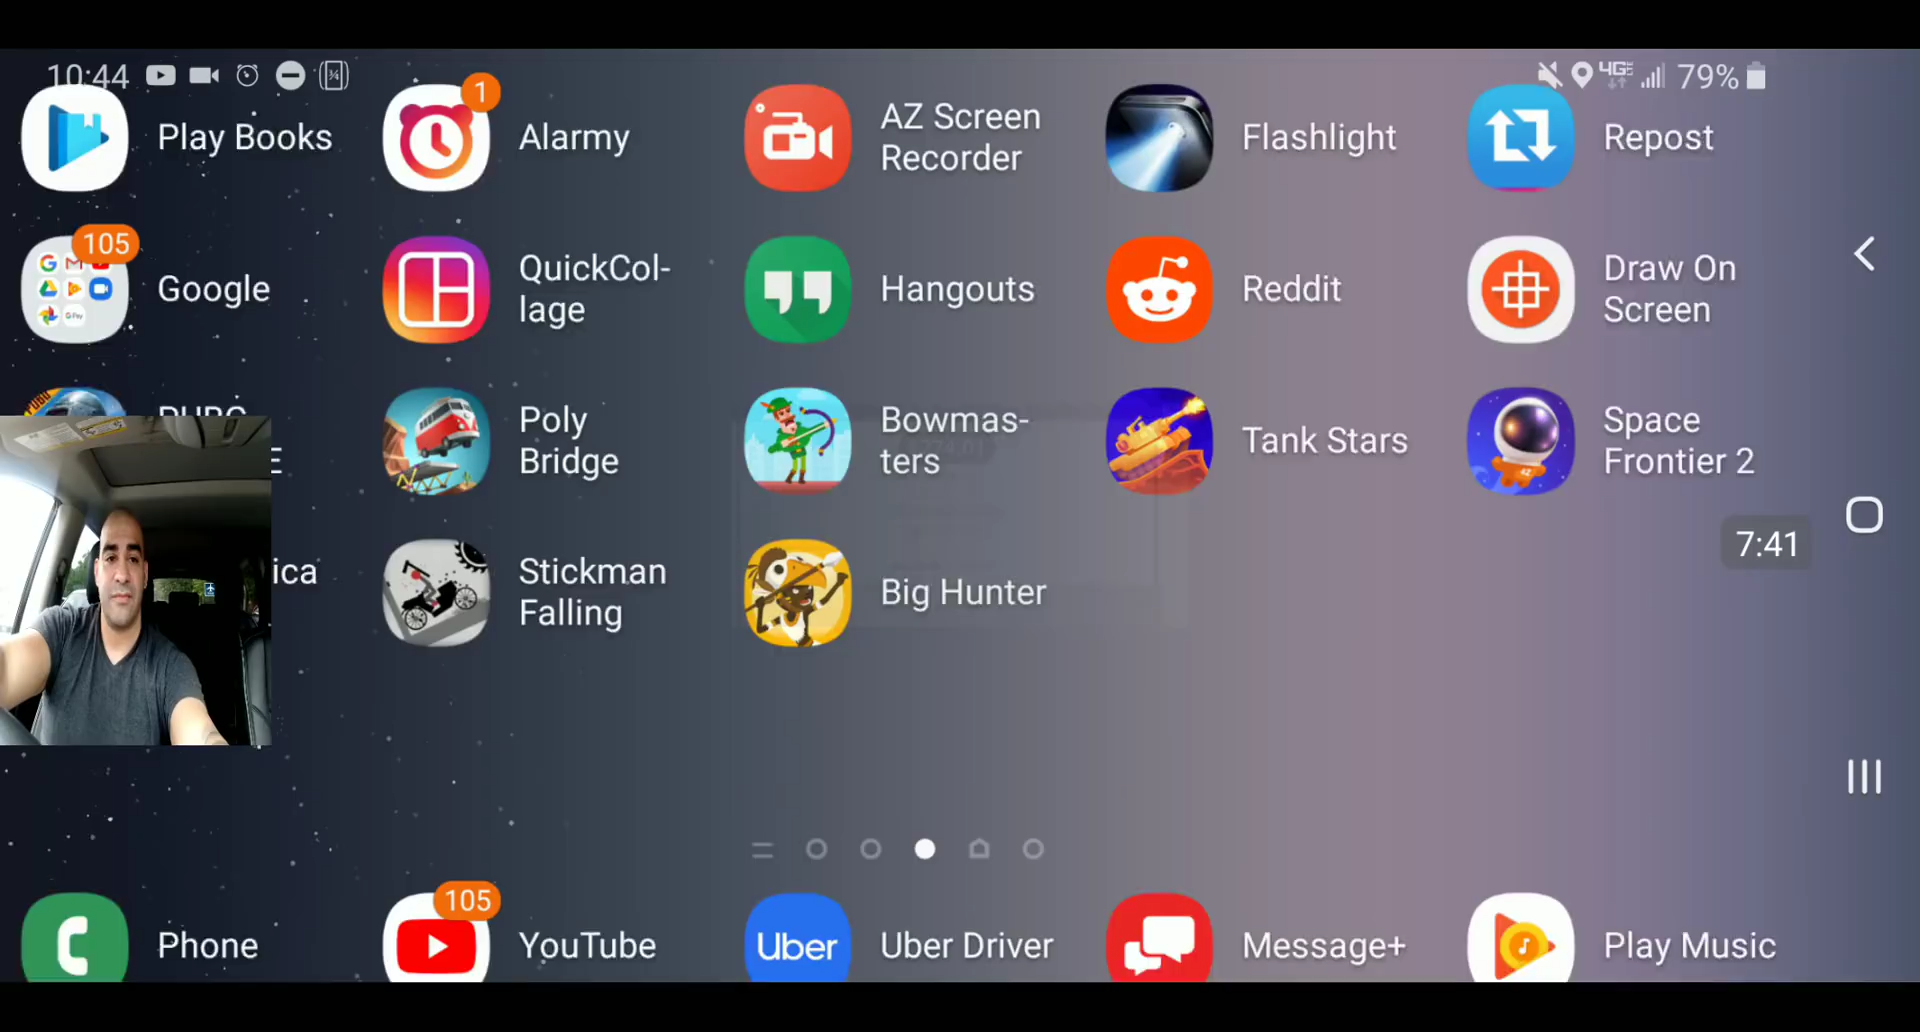 10:44 79%
Play Books
1
Alarmy
AZ Screen
Recorder
Flashlight
Repost
105
Google
QuickCol-
lage
Hangouts
Reddit
Draw On
Screen
Poly
Bridge
Bowmas-
ters
Tank Stars
Space
Frontier 2
7:41
ica
Stickman
Falling
Big Hunter
Phone
105
YouTube
Uber
Uber Driver
Message+
Play Music